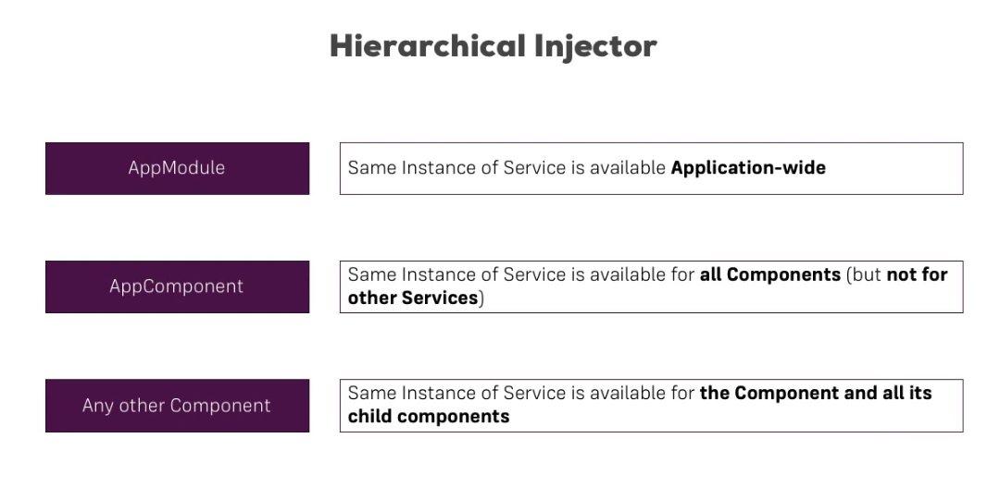 Hierarchical Injector
AppModule
Same Instance of Service is available Application-wide
AppComponent
Same Instance of Service is available for all Components (but not for
other Services)
Any other Component
Same Instance of Service is available for the Component and all its
child components